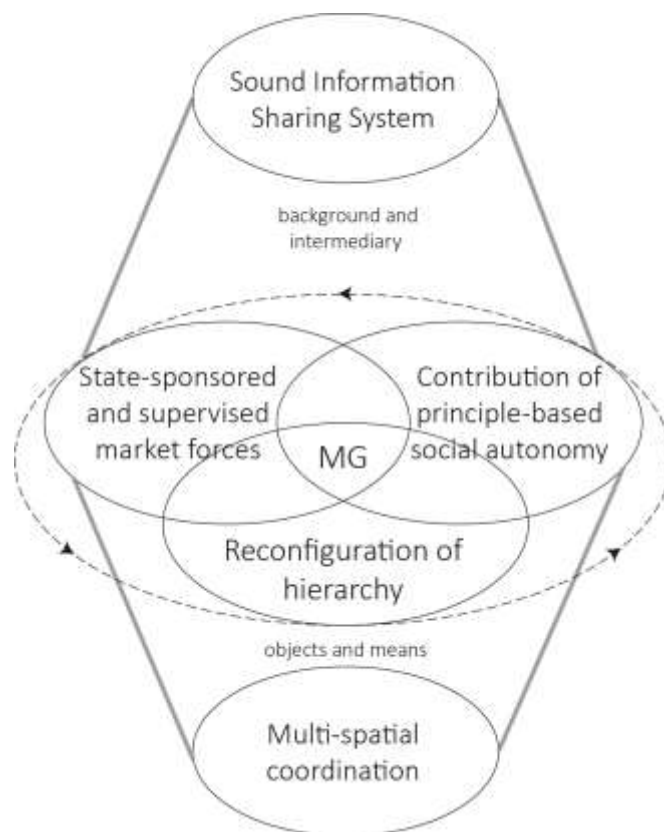 Sound Information
Sharing System
background and
intermediary
State-sponsored
and supervised
market forces
Contribution of
principle-based
social autonomy
MG
Reconfiguration of
hierarchy
objects and means
Multi-spatial
coordination